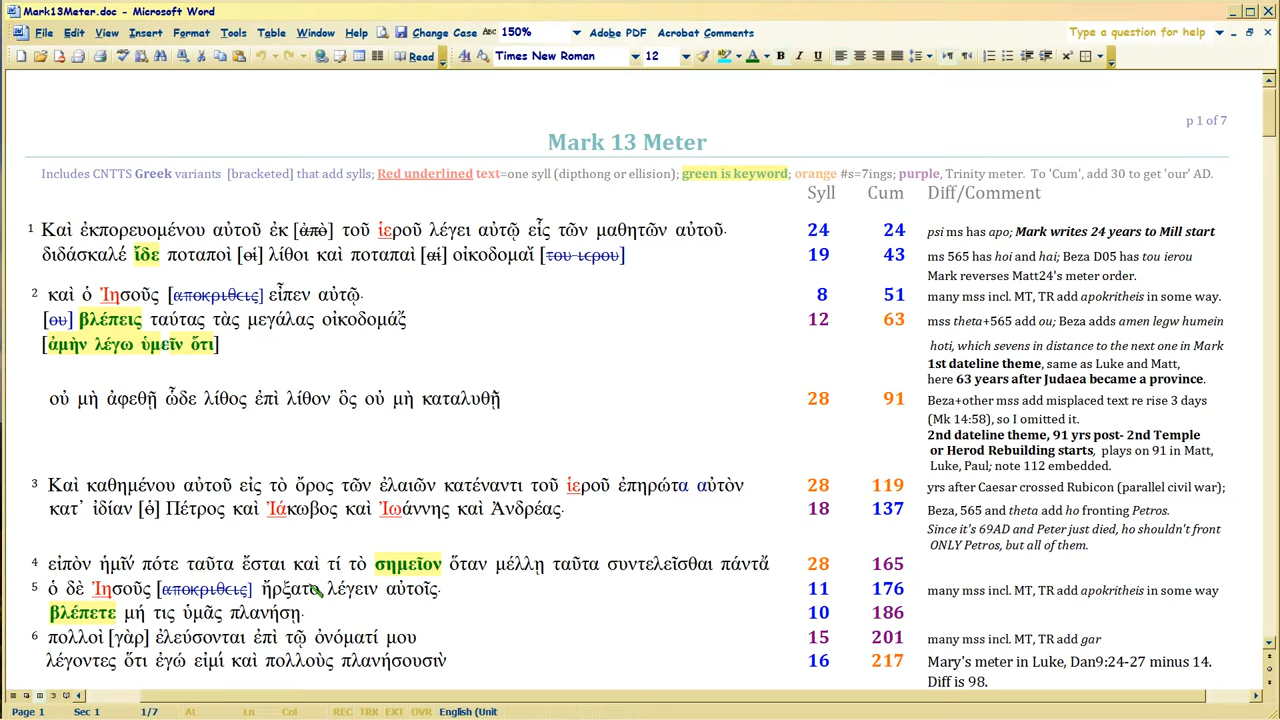 Mark13Meter.doc - Microsoft Word
File Edit View Insert Format Tools Table Window Help Change Case 150% Adobe PDF Acrobat Comments Type a question for help
Read Times New Roman 12
p 1 of 7
Mark 13 Meter
Includes CNTTS Greek variants [bracketed] that add sylls; Red underlined text=one syll (dipthong or ellision); green is keyword; orange #s=7ings; purple, Trinity meter. To 'Cum', add 30 to get 'our' AD.
Syll Cum Diff/Comment
1 Καὶ ἐκπορευομένου αὐτοῦ ἐκ [ἀπὸ] τοῦ ἱεροῦ λέγει αὐτῷ εἷς τῶν μαθητῶν αὐτοῦ· 24 24 psi ms has apo; Mark writes 24 years to Mill start
διδάσκαλέ ἴδε ποταποὶ [οἱ] λίθοι καὶ ποταπαὶ [αἱ] οἰκοδομαΐ [του ιερου] 19 43 ms 565 has hoi and hai; Beza D05 has tou ierou
Mark reverses Matt24's meter order.
2 καὶ ὁ Ἰησοῦς [αποκριθεις] εἶπεν αὐτῷ· 8 51 many mss incl. MT, TR add apokritheis in some way.
[ου] βλέπεις ταύτας τὰς μεγάλας οἰκοδομάξ 12 63 mss theta+565 add ou; Beza adds amen legw humein
[ἀμὴν λέγω ὑμεῖν ὅτι] hoti, which sevens in distance to the next one in Mark
1st dateline theme, same as Luke and Matt,
here 63 years after Judaea became a province.
οὐ μὴ ἀφεθῇ ὧδε λίθος ἐπὶ λίθον ὃς οὐ μὴ καταλυθῇ 28 91 Beza+other mss add misplaced text re rise 3 days
(Mk 14:58), so I omitted it.
2nd dateline theme, 91 yrs post- 2nd Temple
or Herod Rebuilding starts, plays on 91 in Matt,
Luke, Paul; note 112 embedded.
3 Καὶ καθημένου αὐτοῦ εἰς τὸ ὄρος τῶν ἐλαιῶν κατέναντι τοῦ ἱεροῦ ἐπηρώτα αὐτὸν 28 119 yrs after Caesar crossed Rubicon (parallel civil war);
κατ᾽ ἰδίαν [ὁ] Πέτρος καὶ Ἰάκωβος καὶ Ἰωάννης καὶ Ἀνδρέας· 18 137 Beza, 565 and theta add ho fronting Petros.
Since it's 69AD and Peter just died, ho shouldn't front
ONLY Petros, but all of them.
4 εἰπὸν ἡμῖν πότε ταῦτα ἔσται καὶ τί τὸ σημεῖον ὅταν μέλλῃ ταῦτα συντελεῖσθαι πάντα 28 165
5 ὁ δὲ Ἰησοῦς [αποκριθεις] ἤρξατο λέγειν αὐτοῖς· 11 176 many mss incl. MT, TR add apokritheis in some way
βλέπετε μή τις ὑμᾶς πλανήσῃ· 10 186
6 πολλοὶ [γὰρ] ἐλεύσονται ἐπὶ τῷ ὀνόματί μου 15 201 many mss incl. MT, TR add gar
λέγοντες ὅτι ἐγώ εἰμί καὶ πολλοὺς πλανήσουσιν 16 217 Mary's meter in Luke, Dan9:24-27 minus 14.
Diff is 98.
Page 1 Sec 1 1/7 At Ln Col REC TRK EXT OVR English (Unit